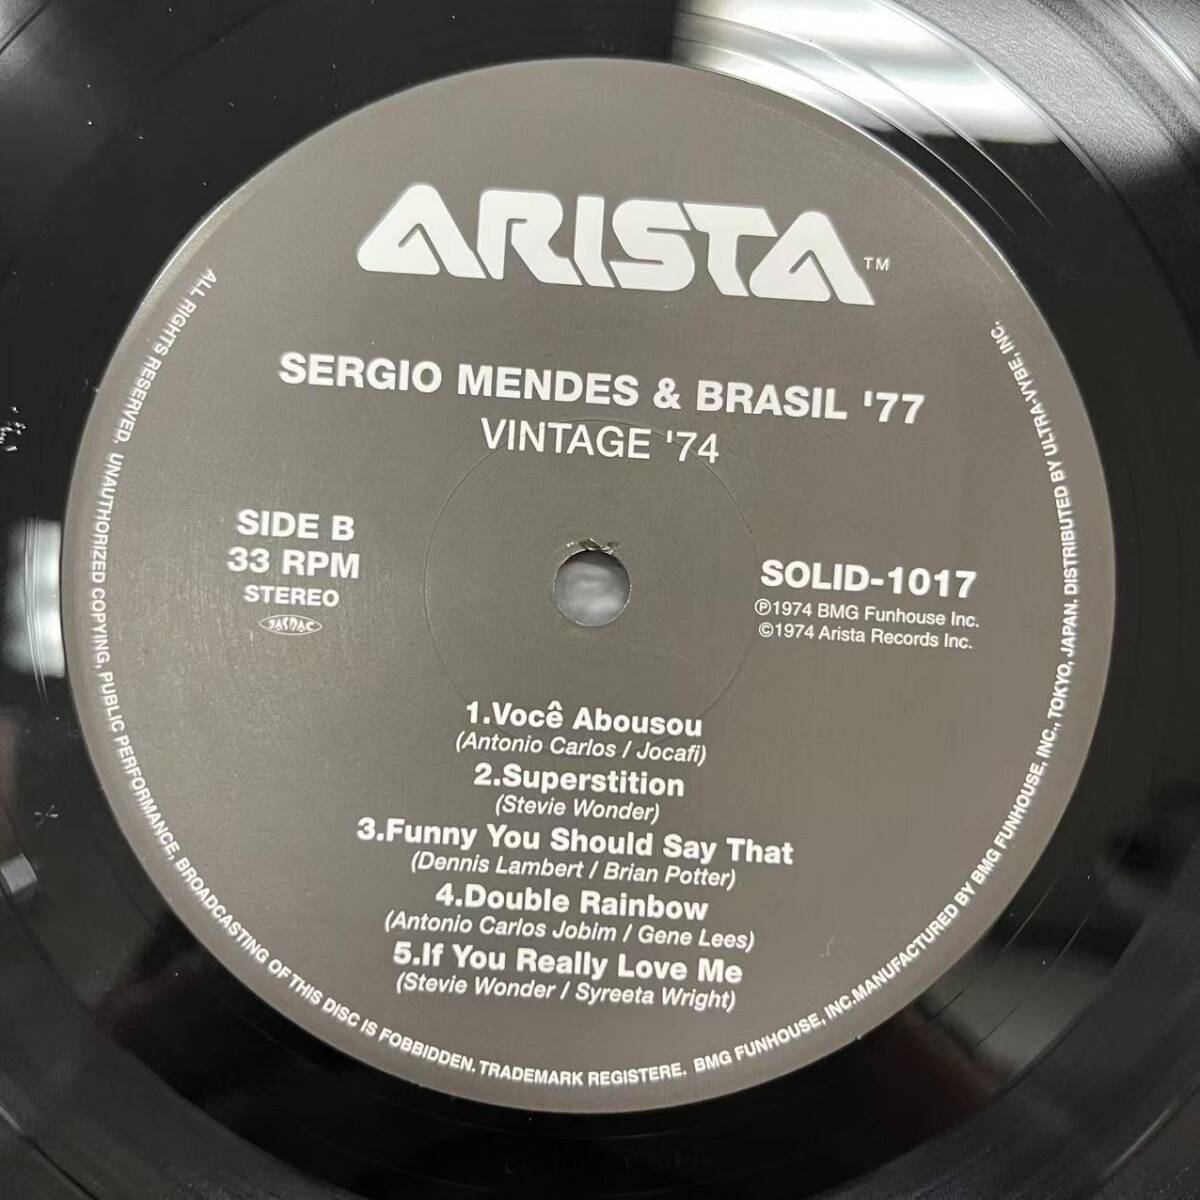 ARISTA™
SERGIO MENDES & BRASIL '77
VINTAGE '74
SIDE B
33 RPM
STEREO
JASRAC
SOLID-1017
℗1974 BMG Funhouse Inc.
©1974 Arista Records Inc.
1.Você Abousou
(Antonio Carlos / Jocafi)
2.Superstition
(Stevie Wonder)
3.Funny You Should Say That
(Dennis Lambert / Brian Potter)
4.Double Rainbow
(Antonio Carlos Jobim / Gene Lees)
5.If You Really Love Me
(Stevie Wonder / Syreeta Wright)
ALL RIGHTS RESERVED. UNAUTHORIZED COPYING, PUBLIC PERFORMANCE, BROADCASTING OF THIS DISC IS FOBBIDDEN. TRADEMARK REGISTERE. BMG FUNHOUSE, INC.MANUFACTURED BY BMG FUNHOUSE, INC., TOKYO, JAPAN. DISTRIBUTED BY ULTRA-VYBE, INC.